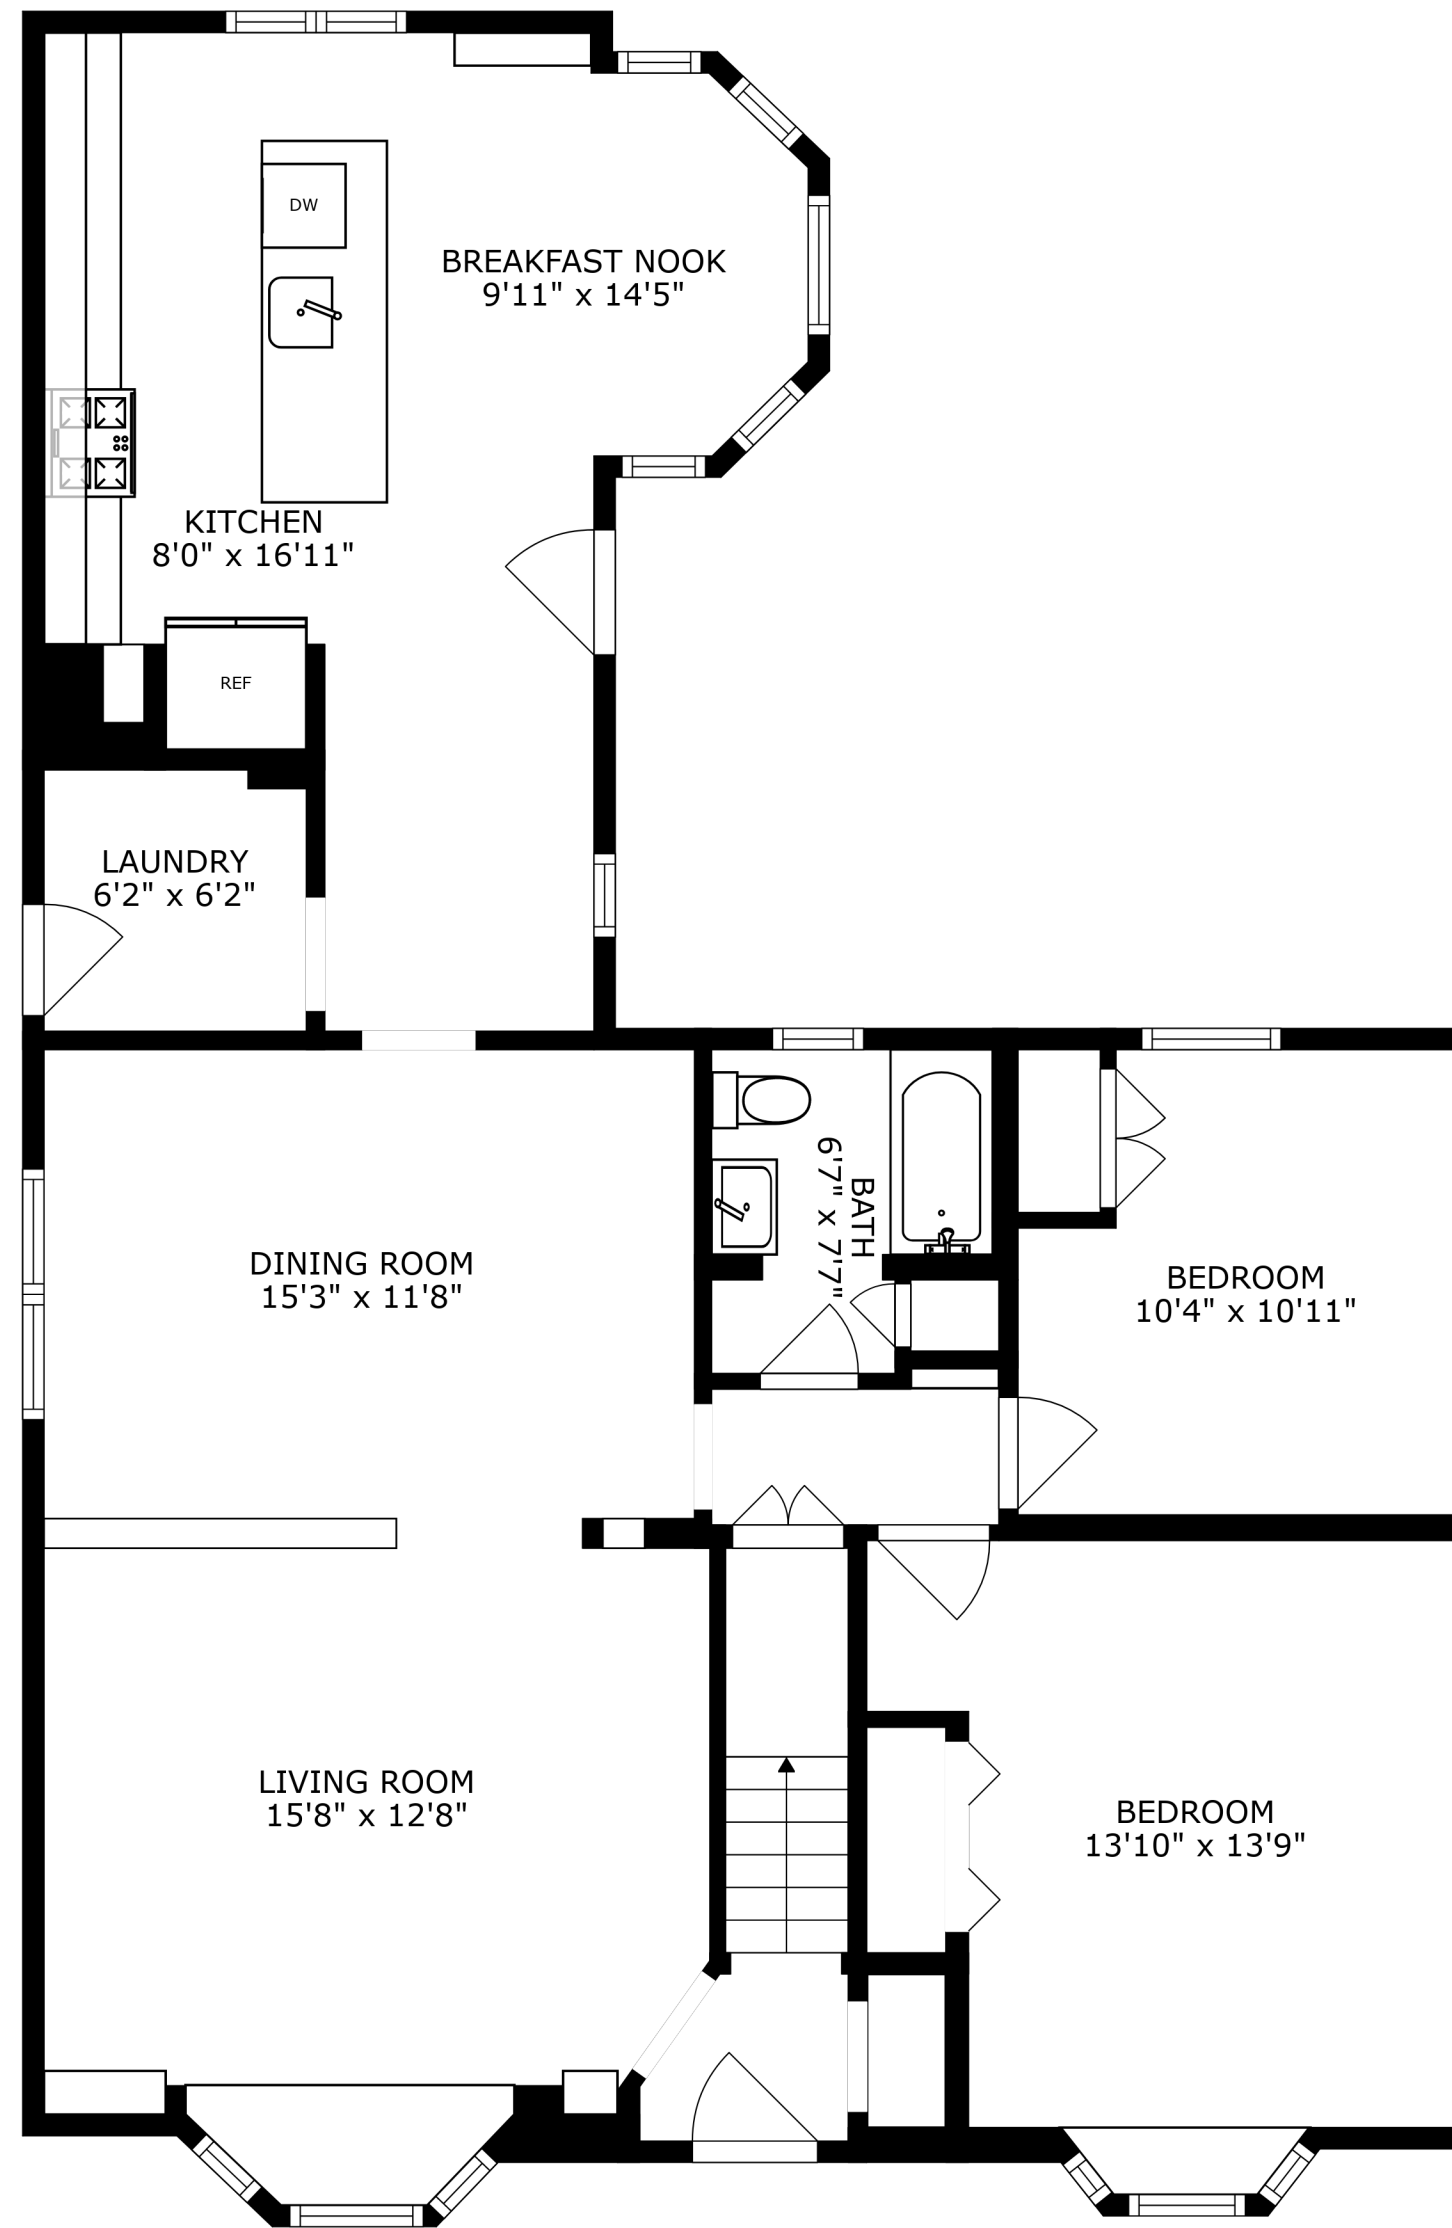 DW
BREAKFAST NOOK
9'11" x 14'5"
KITCHEN
8'0" x 16'11"
REF
LAUNDRY
6'2" x 6'2"
BATH
6'7" x 7'7"
DINING ROOM
15'3" x 11'8"
BEDROOM
10'4" x 10'11"
LIVING ROOM
15'8" x 12'8"
BEDROOM
13'10" x 13'9"